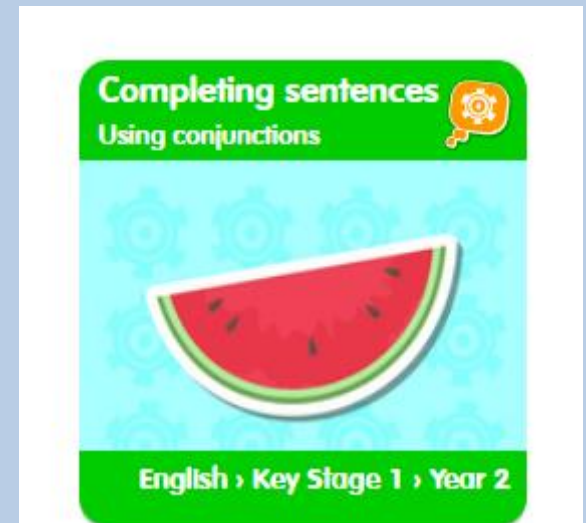 Completing sentences
Using conjunctions
English › Key Stage 1 › Year 2